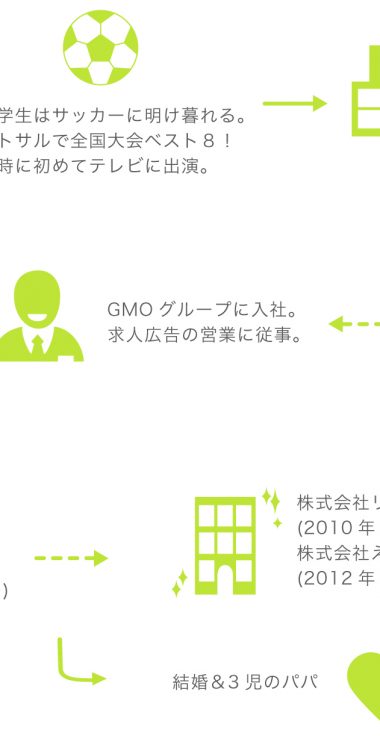 学生はサッカーに明け暮れる。
トサルで全国大会ベスト８！
時に初めてテレビに出演。
GMO グループに入社。
求人広告の営業に従事。
株式会社リ
(2010 年
株式会社え
(2012 年
)
結婚＆3 児のパパ